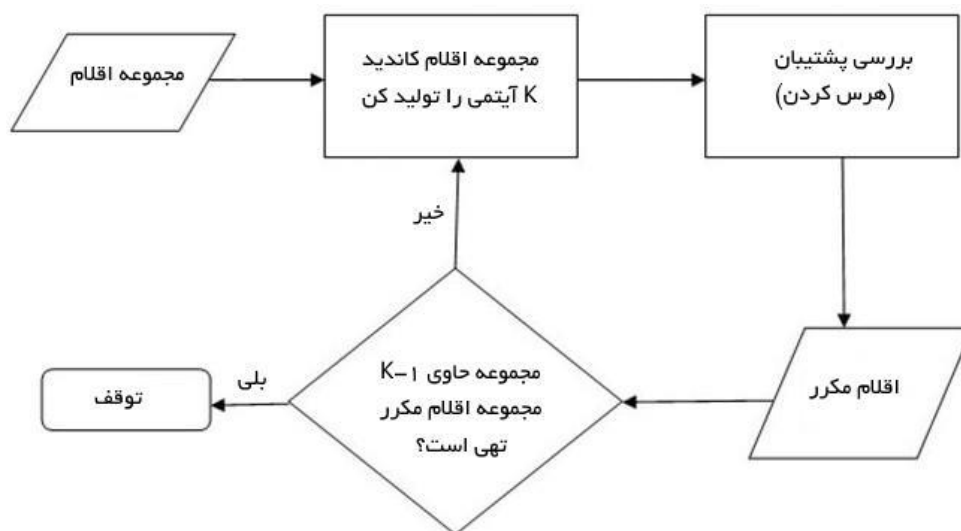 مجموعه اقلام
مجموعه اقلام کاندید
K آیتمی را تولید کن
بررسی پشتیبان
(هرس کردن)
خیر
اقلام مکرر
مجموعه حاوی K-۱
مجموعه اقلام مکرر
تهی است؟
بلی
توقف